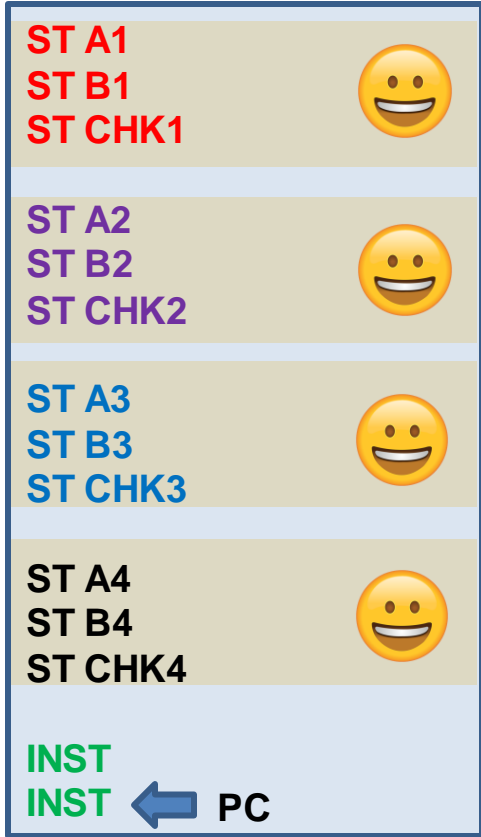 ST A1
ST B1
ST CHK1
ST A2
ST B2
ST CHK2
ST A3
ST B3
ST CHK3
ST A4
ST B4
ST CHK4
INST
INST PC